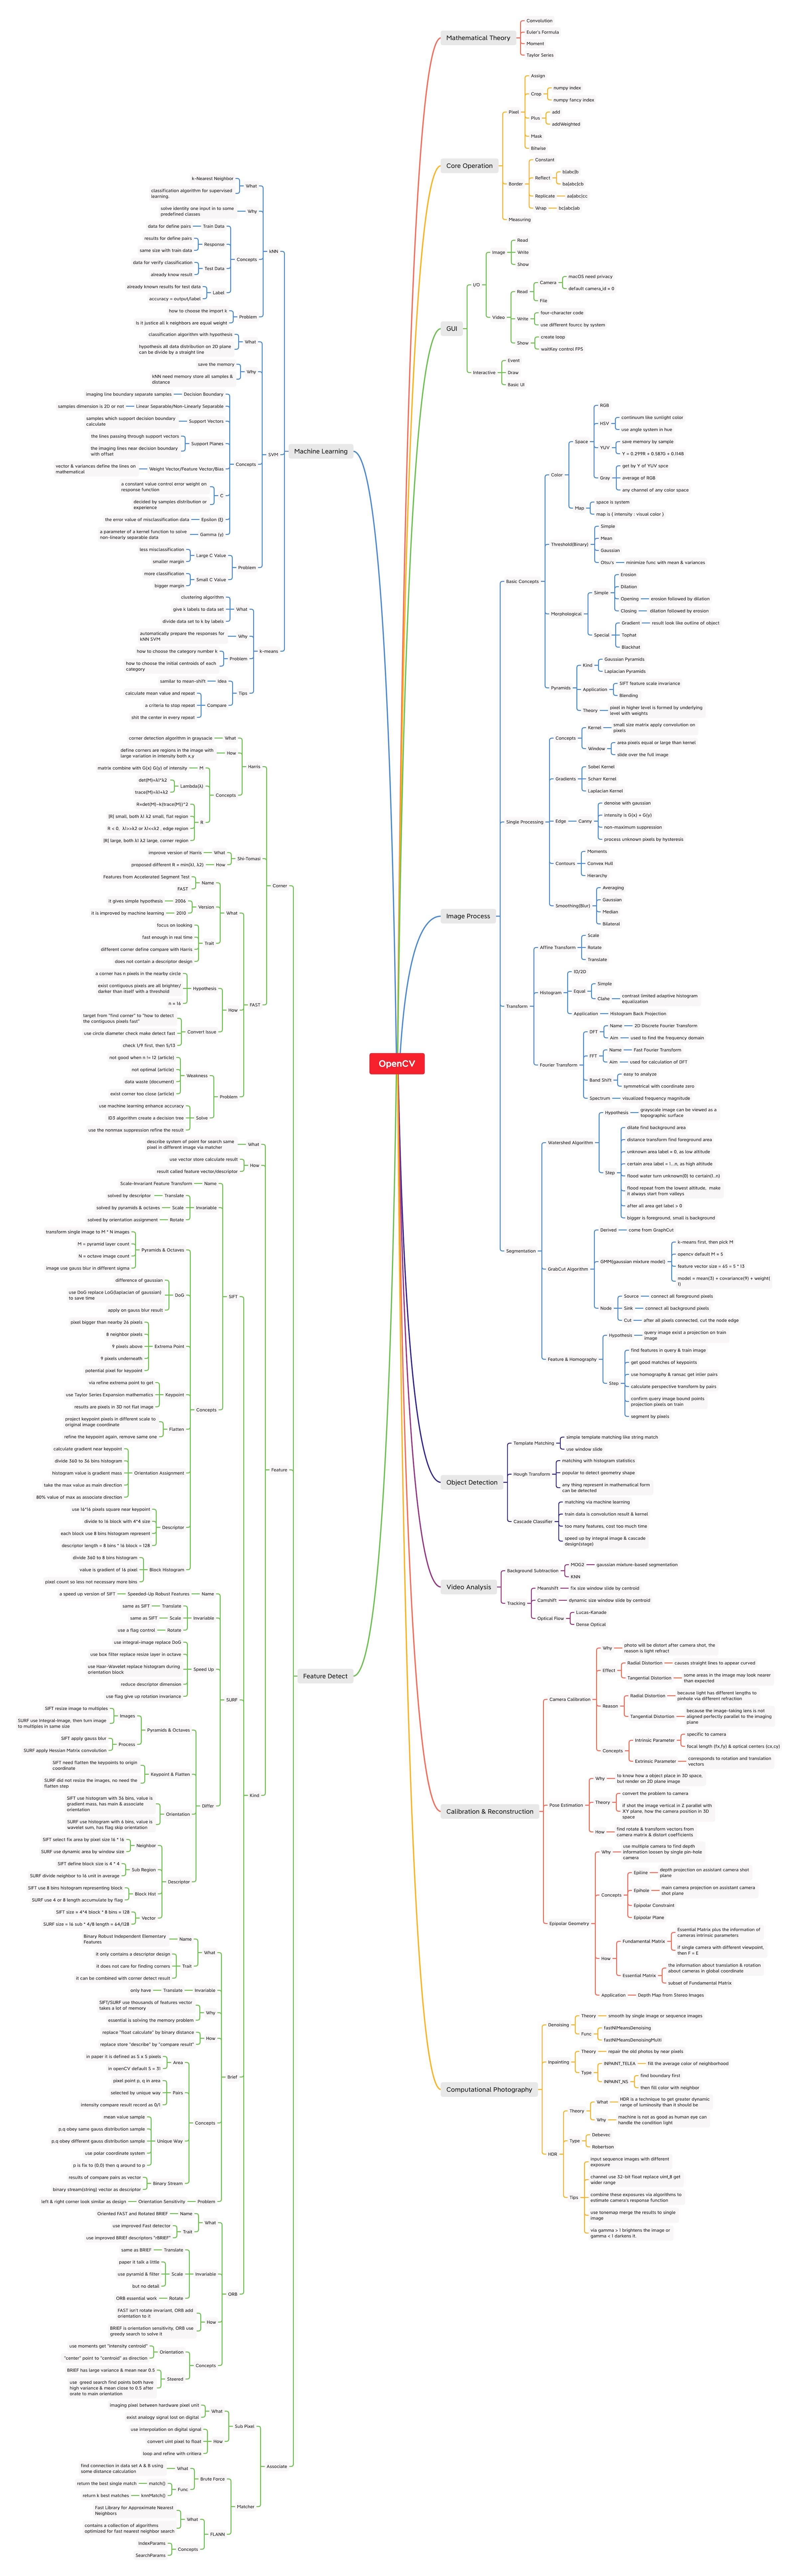 OpenCV
Mathematical Theory
Convolution
Euler's Formula
Moment
Taylor Series
Core Operation
Pixel
Assign
Crop
numpy index
numpy fancy index
Plus
add
addWeighted
Mask
Bitwise
Border
Constant
Reflect
b|abc|b
ba|abc|cb
Replicate
aa|abc|cc
Wrap
bc|abc|ab
Measuring
GUI
I/O
Image
Read
Write
Show
Video
Read
Camera
macOS need privacy
default camera_id = 0
File
Write
four-character code
use different fourcc by system
Show
create loop
waitKey control FPS
Interactive
Event
Draw
Basic UI
Image Process
Basic Concepts
Color
Space
RGB
HSV
continuum like sunlight color
use angle system in hue
YUV
save memory by sample
Y = 0.299R + 0.587G + 0.114B
Gray
get by Y of YUV spce
average of RGB
any channel of any color space
Map
space is system
map is { intensity : visual color }
Threshold(Binary)
Simple
Mean
Gaussian
Otsu's
minimize func with mean & variances
Morphological
Simple
Erosion
Dilation
Opening
erosion followed by dilation
Closing
dilation followed by erosion
Special
Gradient
result look like outline of object
Tophat
Blackhat
Pyramids
Kind
Gaussian Pyramids
Laplacian Pyramids
Application
SIFT feature scale invariance
Blending
Theory
pixel in higher level is formed by underlying
level with weights
Single Processing
Concepts
Kernel
small size matrix apply convolution on
pixels
Window
area pixels equal or large than kernel
slide over the full image
Gradients
Sobel Kernel
Scharr Kernel
Laplacian Kernel
Edge
Canny
denoise with gaussian
intensity is G(x) + G(y)
non-maximum suppression
process unknown pixels by hysteresis
Contours
Moments
Convex Hull
Hierarchy
Smoothing(Blur)
Averaging
Gaussian
Median
Bilateral
Transform
Affine Transform
Scale
Rotate
Translate
Histogram
1D/2D
Equal
Simple
Clahe
contrast limited adaptive histogram
equalization
Application
Histogram Back Projection
Fourier Transform
DFT
Name
2D Discrete Fourier Transform
Aim
used to find the frequency domain
FFT
Name
Fast Fourier Transform
Aim
used for calculation of DFT
Band Shift
easy to analyze
symmetrical with coordinate zero
Spectrum
visualized frequency magnitude
Segmentation
Watershed Algorithm
Hypothesis
grayscale image can be viewed as a
topographic surface
Step
dilate find background area
distance transform find foreground area
unknown area label = 0, as low altitude
certain area label = 1...n, as high altitude
flood water turn unknown(0) to certain(1..n)
flood repeat from the lowest altitude, make
it always start from valleys
after all area get label > 0
bigger is foreground, small is background
GrabCut Algorithm
Derived
come from GraphCut
GMM(gaussian mixture model)
k-means first, then pick M
opencv default M = 5
feature vector size = 65 = 5 * 13
model = mean(3) + covariance(9) + weight(
1)
Node
Source
connect all foreground pixels
Sink
connect all background pixels
Cut
after all pixels connected, cut the node edge
Feature & Homography
Hypothesis
query image exist a projection on train
image
Step
find features in query & train image
get good matches of keypoints
use homography & ransac get inlier pairs
calculate perspective transform by pairs
confirm query image bound points
projection pixels on train
segment by pixels
Object Detection
Template Matching
simple template matching like string match
use window slide
Hough Transform
matching with histogram statistics
popular to detect geometry shape
any thing represent in mathematical form
can be detected
Cascade Classifier
matching via machine learning
train data is convolution result & kernel
too many features, cost too much time
speed up by integral image & cascade
design(stage)
Video Analysis
Background Subtraction
MOG2
gaussian mixture-based segmentation
KNN
Tracking
Meanshift
fix size window slide by centroid
Camshift
dynamic size window slide by centroid
Optical Flow
Lucas-Kanade
Dense Optical
Calibration & Reconstruction
Camera Calibration
Why
photo will be distort after camera shot, the
reason is light refract
Effect
Radial Distortion
causes straight lines to appear curved
Tangential Distortion
some areas in the image may look nearer
than expected
Reason
Radial Distortion
because light has different lengths to
pinhole via different refraction
Tangential Distortion
because the image-taking lens is not
aligned perfectly parallel to the imaging
plane
Concepts
Intrinsic Parameter
specific to camera
focal length (fx,fy) & optical centers (cx,cy)
Extrinsic Parameter
corresponds to rotation and translation
vectors
Pose Estimation
Why
to know how a object place in 3D space,
but render on 2D plane image
Theory
convert the problem to camera
if shot the image vertical in Z parallel with
XY plane, how the camera position in 3D
space
How
find rotate & transform vectors from
camera matrix & distort coefficients
Epipolar Geometry
Why
use multiple camera to find depth
information loosen by single pin-hole
camera
Concepts
Epiline
depth projection on assistant camera shot
plane
Epihole
main camera projection on assistant camera
shot plane
Epipolar Constraint
Epipolar Plane
How
Fundamental Matrix
Essential Matrix plus the information of
cameras intrinsic parameters
if single camera with different viewpoint,
then F = E
Essential Matrix
the information about translation & rotation
about cameras in global coordinate
subset of Fundamental Matrix
Application
Depth Map from Stereo Images
Computational Photography
Denoising
Theory
smooth by single image or sequence images
Func
fastNlMeansDenoising
fastNlMeansDenoisingMulti
Inpainting
Theory
repair the old photos by near pixels
Type
INPAINT_TELEA
fill the average color of neighborhood
INPAINT_NS
find boundary first
then fill color with neighbor
HDR
Theory
What
HDR is a technique to get greater dynamic
range of luminosity than it should be
Why
machine is not as good as human eye can
handle the condition light
Type
Debevec
Robertson
Tips
input sequence images with different
exposure
channel use 32-bit float replace uint_8 get
wider range
combine these exposures via algorithms to
estimate camera's response function
use tonemap merge the results to single
image
via gamma > 1 brightens the image or
gamma < 1 darkens it.
Machine Learning
kNN
What
k-Nearest Neighbor
classification algorithm for supervised
learning.
Why
solve identity one input in to some
predefined classes
Concepts
Train Data
data for define pairs
Response
results for define pairs
same size with train data
Test Data
data for verify classification
already know result
Label
already known results for test data
accuracy = output/label
Problem
how to choose the import k
is it justice all k neighbors are equal weight
SVM
What
classification algorithm with hypothesis
hypothesis all data distribution on 2D plane
can be divide by a straight line
Why
save the memory
kNN need memory store all samples &
distance
Concepts
Decision Boundary
imaging line boundary separate samples
Linear Separable/Non-Linearly Separable
samples dimension is 2D or not
Support Vectors
samples which support decision boundary
calculate
Support Planes
the lines passing through support vectors
the imaging lines near decision boundary
with offset
Weight Vector/Feature Vector/Bias
vector & variances define the lines on
mathematical
C
a constant value control error weight on
response function
decided by samples distribution or
experience
Epsilon (ξ)
the error value of misclassification data
Gamma (γ)
a parameter of a kernel function to solve
non-linearly separable data
Problem
Large C Value
less misclassification
smaller margin
Small C Value
more classification
bigger margin
k-means
What
clustering algorithm
give k labels to data set
divide data set to k by labels
Why
automatically prepare the responses for
kNN SVM
Problem
how to choose the category number k
how to choose the initial centroids of each
category
Tips
Idea
samilar to mean-shift
Compare
calculate mean value and repeat
a criteria to stop repeat
shit the center in every repeat
Feature Detect
Corner
Harris
What
corner detection algorithm in graysacle
How
define corners are regions in the image with
large variation in intensity both x,y
Concepts
M
matrix combine with G(x) G(y) of intensity
Lambda(λ)
det(M)=λ1*λ2
trace(M)=λ1+λ2
R
R=det(M)-k(trace(M))^2
|R| small, both λ1 λ2 small, flat region
R < 0, λ1>>λ2 or λ1<<λ2 , edge region
|R| large, both λ1 λ2 large, corner region
Shi-Tomasi
What
improve version of Harris
How
proposed different R = min(λ1, λ2)
FAST
What
Name
Features from Accelerated Segment Test
FAST
Version
2006
it gives simple hypothesis
2010
it is improved by machine learning
Trait
focus on looking
fast enough in real time
different corner define compare with Harris
does not contain a descriptor design
How
Hypothesis
a corner has n pixels in the nearby circle
exist contiguous pixels are all brighter/
darker than itself with a threshold
n = 16
Convert Issue
target from "find corner" to "how to detect
the contiguous pixels fast"
use circle diameter check make detect fast
check 1/9 first, then 5/13
Problem
Weakness
not good when n != 12 (article)
not optimal (article)
data waste (document)
exist corner too close (article)
Solve
use machine learning enhance accuracy
ID3 algorithm create a decision tree
use the nonmax suppression refine the result
Feature
What
describe system of point for search same
pixel in different image via matcher
How
use vector store calculate result
result called feature vector/descriptor
Kind
SIFT
Name
Scale-Invariant Feature Transform
Invariable
Translate
solved by descriptor
Scale
solved by pyramids & octaves
Rotate
solved by orientation assignment
Concepts
Pyramids & Octaves
transform single image to M * N images
M = pyramid layer count
N = octave image count
image use gauss blur in different sigma
DoG
difference of gaussian
use DoG replace LoG(laplacian of gaussian)
to save time
apply on gauss blur result
Extrema Point
pixel bigger than nearby 26 pixels
8 neighbor pixels
9 pixels above
9 pixels underneath
potential pixel for keypoint
Keypoint
via refine extrema point to get
use Taylor Series Expansion mathematics
results are pixels in 3D not flat image
Flatten
project keypoint pixels in different scale to
original image coordinate
refine the keypoint again, remove same one
Orientation Assignment
calculate gradient near keypoint
divide 360 to 36 bins histogram
histogram value is gradient mass
take the max value as main direction
80% value of max as associate direction
Descriptor
use 16*16 pixels square near keypoint
divide to 16 block with 4*4 size
each block use 8 bins histogram represent
descriptor length = 8 bins * 16 block = 128
Block Histogram
divide 360 to 8 bins histogram
value is gradient of 16 pixel
pixel count so less not necessary more bins
SURF
Name
Speeded-Up Robust Features
a speed up version of SIFT
Invariable
Translate
same as SIFT
Scale
same as SIFT
Rotate
use a flag control
Speed Up
use integral-image replace DoG
use box filter replace resize layer in octave
use Haar-Wavelet replace histogram during
orientation block
reduce descriptor dimension
use flag give up rotation invariance
Differ
Pyramids & Octaves
Images
SIFT resize image to multiples
SURF use Integral-Image, then turn image
to multiples in same size
Process
SIFT apply gauss blur
SURF apply Hessian Matrix convolution
Keypoint & Flatten
SIFT need flatten the keypoints to origin
coordinate
SURF did not resize the images, no need the
flatten step
Orientation
SIFT use histogram with 36 bins, value is
gradient mass, has main & associate
orientation
SURF use histogram with 6 bins, value is
wavelet sum, has flag skip orientation
Descriptor
Neighbor
SIFT select fix area by pixel size 16 * 16
SURF use dynamic area by window size
Sub Region
SIFT define block size is 4 * 4
SURF divide neighbor to 16 unit in average
Block Hist
SIFT use 8 bins histogram representing block
SURF use 4 or 8 length accumulate by flag
Vector
SIFT size = 4*4 block * 8 bins = 128
SURF size = 16 sub * 4/8 length = 64/128
Brief
What
Name
Binary Robust Independent Elementary
Features
Trait
it only contains a descriptor design
it does not care for finding corners
it can be combined with corner detect result
Invariable
Translate
only have
Why
SIFT/SURF use thousands of features vector
takes a lot of memory
essential is solving the memory problem
How
replace "float calculate" by binary distance
replace store "describe" by "compare result"
Concepts
Area
in paper it is defined as S x S pixels
in openCV default S = 31
Pairs
pixel point p, q in area
selected by unique way
intensity compare result record as 0/1
Unique Way
mean value sample
p,q obey same gauss distribution sample
p,q obey different gauss distribution sample
use polar coordinate system
p is fix to (0,0) then q around to p
Binary Stream
results of compare pairs as vector
binary stream(string) vector as descriptor
Problem
Orientation Sensitivity
left & right corner look similar as design
ORB
What
Name
Oriented FAST and Rotated BRIEF
Trait
use improved Fast detector
use improved BRIEF descriptors "rBRIEF"
Invariable
Translate
same as BRIEF
Scale
paper it talk a little
use pyramid & filter
but no detail
Rotate
ORB essential work
How
FAST isn't rotate invariant, ORB add
orientation to it
BRIEF is orientation sensitivity, ORB use
greedy search to solve it
Concepts
Orientation
use moments get "intensity centroid"
"center" point to "centroid" as direction
Steered
BRIEF has large variance & mean near 0.5
use greed search find points both have
high variance & mean close to 0.5 after
orate to main orientation
Associate
Sub Pixel
What
imaging pixel between hardware pixel unit
exist analogy signal lost on digital
How
use interpolation on digital signal
convert uint pixel to float
loop and refine with critiera
Matcher
Brute Force
What
find connection in data set A & B using
some distance calculation
Func
match()
return the best single match
knnMatch()
return k best matches
FLANN
What
Fast Library for Approximate Nearest
Neighbors
contains a collection of algorithms
optimized for fast nearest neighbor search
Concepts
IndexParams
SearchParams